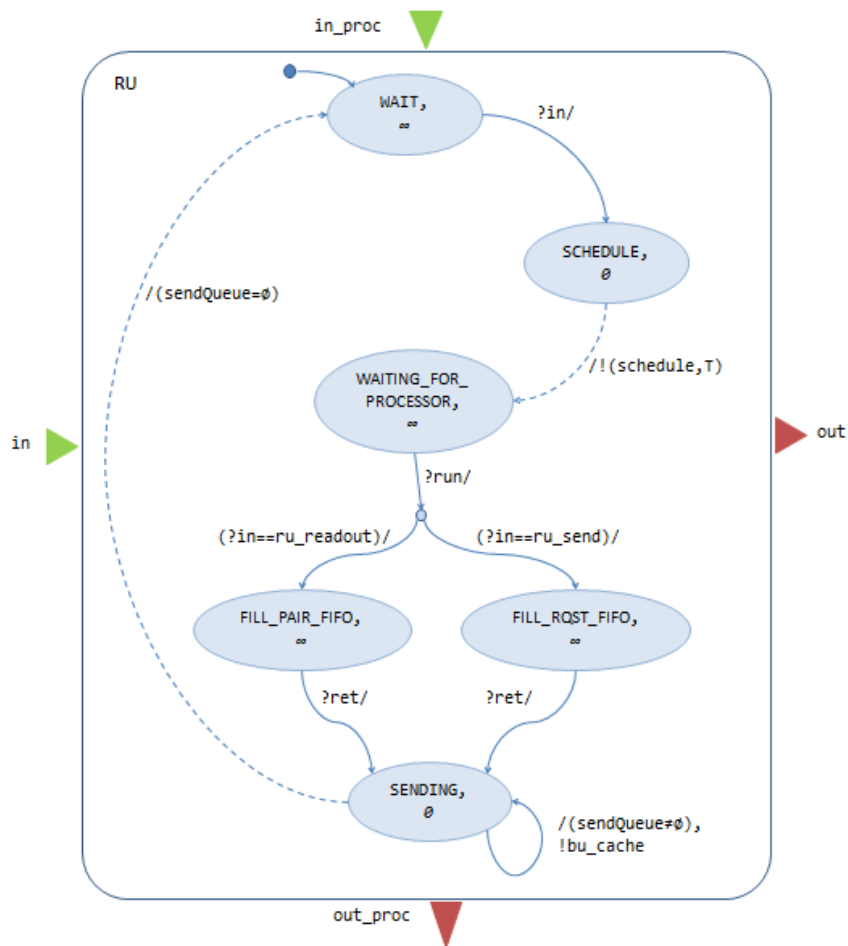 in_proc
RU
WAIT,
∞
?in/
SCHEDULE,
0
/(sendQueue=ø)
/!(schedule,T)
WAITING_FOR_
PROCESSOR,
∞
in
out
?run/
(?in==ru_readout)/
(?in==ru_send)/
FILL_PAIR_FIFO,
∞
FILL_RQST_FIFO,
∞
?ret/
?ret/
SENDING,
0
/(sendQueue≠ø),
!bu_cache
out_proc